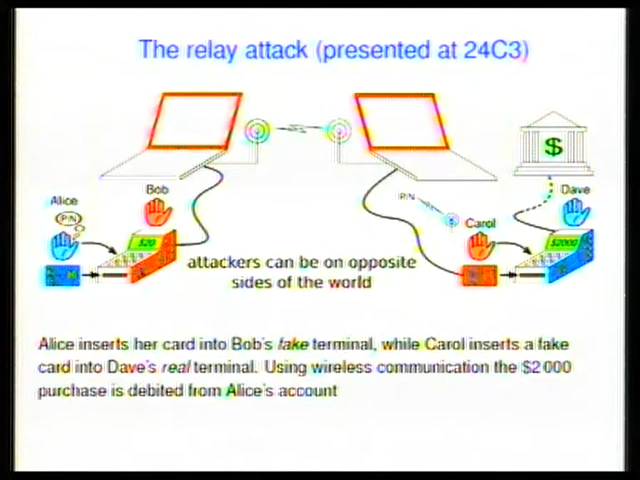 The relay attack (presented at 24C3)
$
Bob
Dave
Alice
PIN
PIN
Carol
$20
$2000
attackers can be on opposite
sides of the world
Alice inserts her card into Bob's fake terminal, while Carol inserts a fake
card into Dave's real terminal. Using wireless communication the $2000
purchase is debited from Alice's account